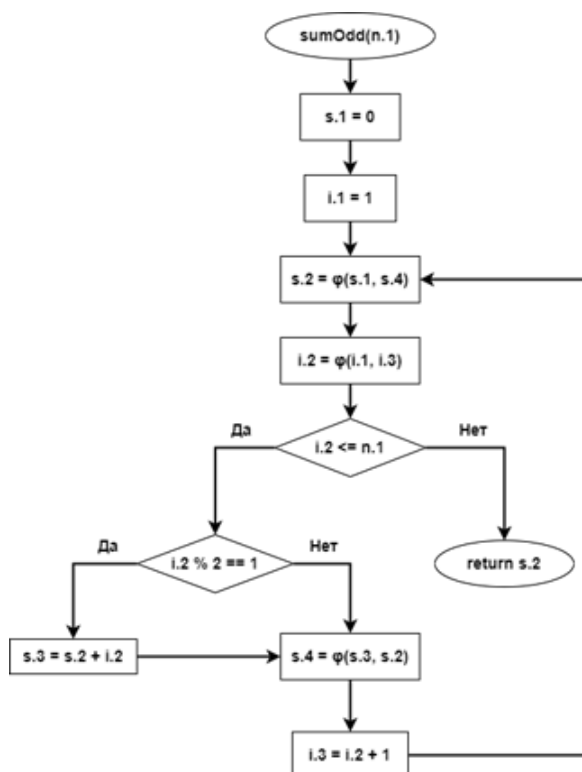 sumOdd(n.1)
s.1 = 0
i.1 = 1
s.2 = φ(s.1, s.4)
i.2 = φ(i.1, i.3)
Да
i.2 <= n.1
Нет
Да
i.2 % 2 == 1
Нет
return s.2
s.3 = s.2 + i.2
s.4 = φ(s.3, s.2)
i.3 = i.2 + 1